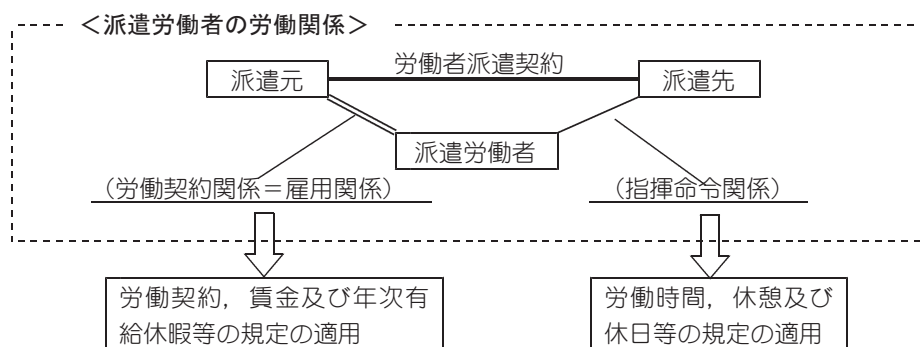 ＜派遣労働者の労働関係＞
労働者派遣契約
派遣元
派遣先
派遣労働者
（労働契約関係＝雇用関係）
（指揮命令関係）
労働契約，賃金及び年次有
給休暇等の規定の適用
労働時間，休憩及び
休日等の規定の適用